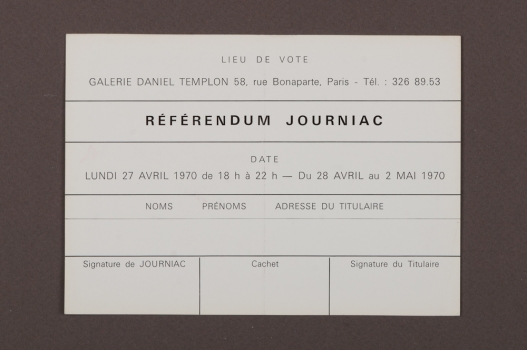 LIEU DE VOTE
GALERIE DANIEL TEMPLON 58, rue Bonaparte, Paris - Tél. : 326 89.53
RÉFÉRENDUM JOURNIAC
DATE
LUNDI 27 AVRIL 1970 de 18 h à 22 h — Du 28 AVRIL au 2 MAI 1970
NOMS PRÉNOMS ADRESSE DU TITULAIRE
Signature de JOURNIAC Cachet Signature du Titulaire